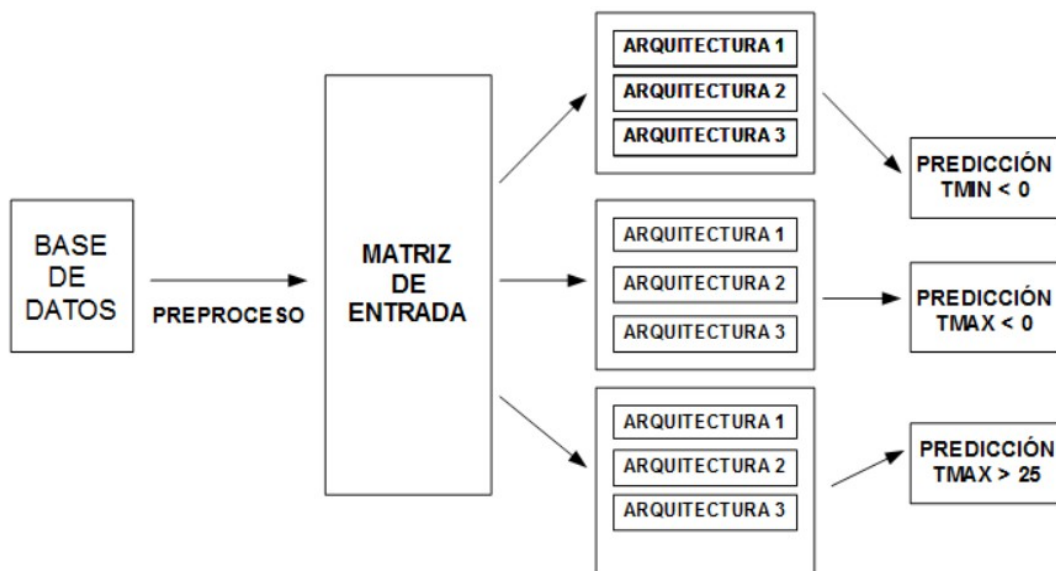 BASE
DE
DATOS
PREPROCESO
MATRIZ
DE
ENTRADA
ARQUITECTURA 1
ARQUITECTURA 2
ARQUITECTURA 3
ARQUITECTURA 1
ARQUITECTURA 2
ARQUITECTURA 3
ARQUITECTURA 1
ARQUITECTURA 2
ARQUITECTURA 3
PREDICCIÓN
TMIN < 0
PREDICCIÓN
TMAX < 0
PREDICCIÓN
TMAX > 25